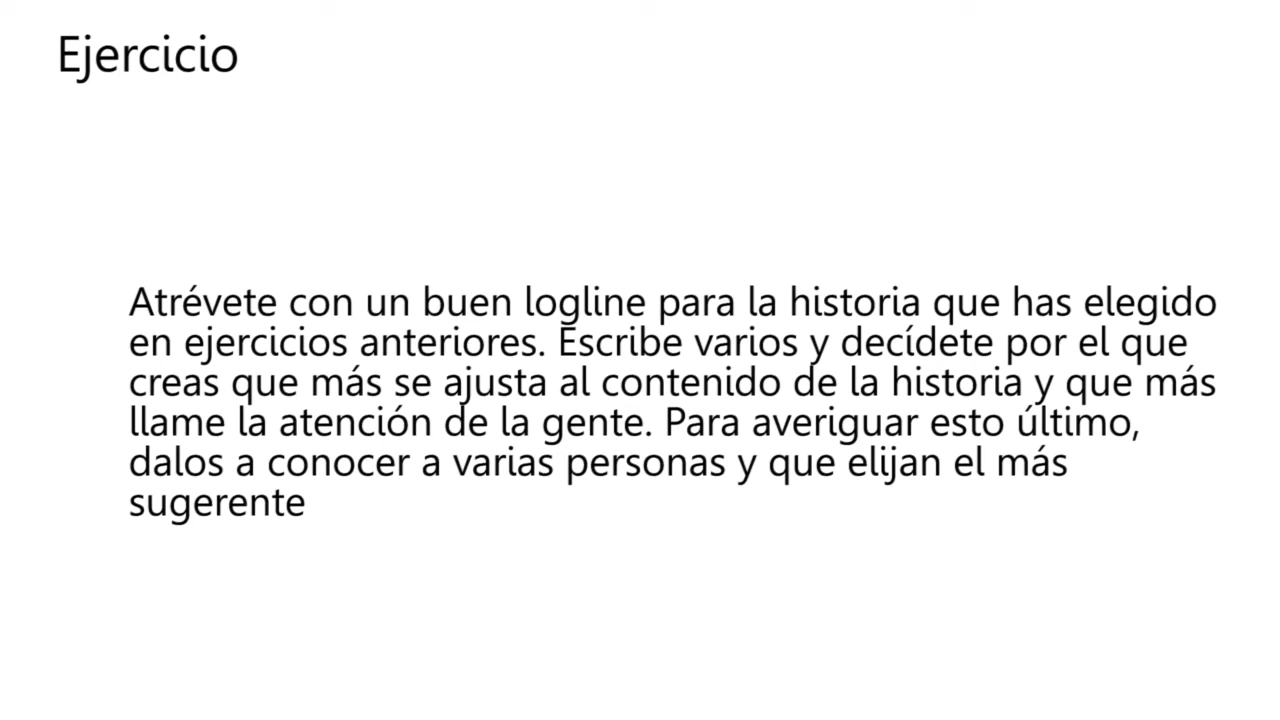 Ejercicio
Atrévete con un buen logline para la historia que has elegido
en ejercicios anteriores. Escribe varios y decídete por el que
creas que más se ajusta al contenido de la historia y que más
llame la atención de la gente. Para averiguar esto último,
dalos a conocer a varias personas y que elijan el más
sugerente